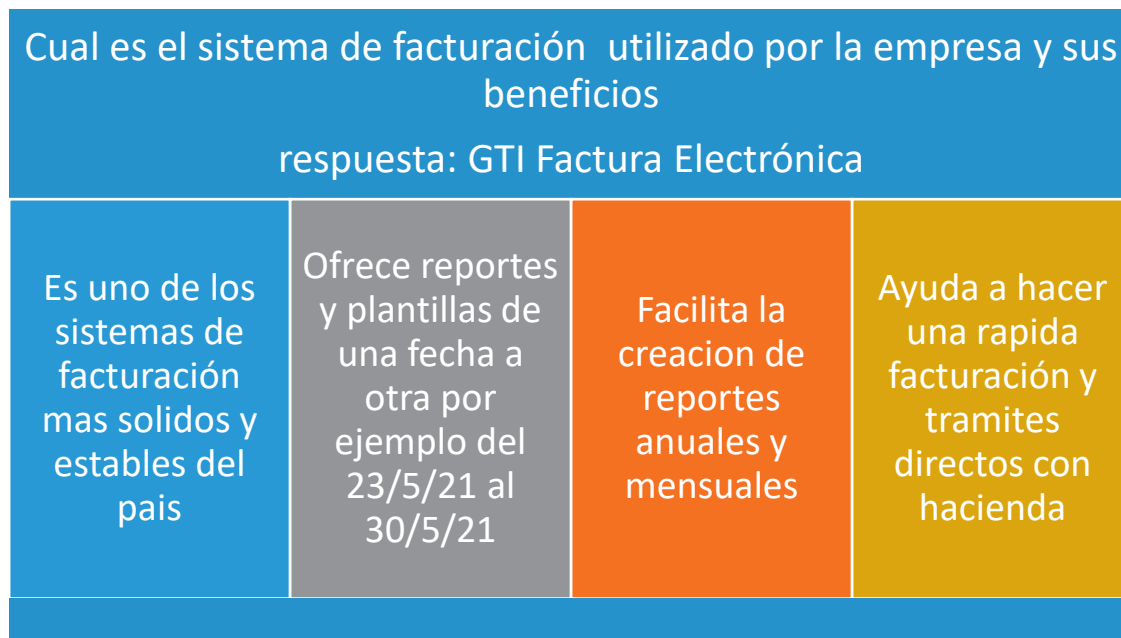 Cual es el sistema de facturación utilizado por la empresa y sus
beneficios
respuesta: GTI Factura Electrónica
Es uno de los
sistemas de
facturación
mas solidos y
estables del
pais
Ofrece reportes
y plantillas de
una fecha a
otra por
ejemplo del
23/5/21 al
30/5/21
Facilita la
creacion de
reportes
anuales y
mensuales
Ayuda a hacer
una rapida
facturación y
tramites
directos con
hacienda